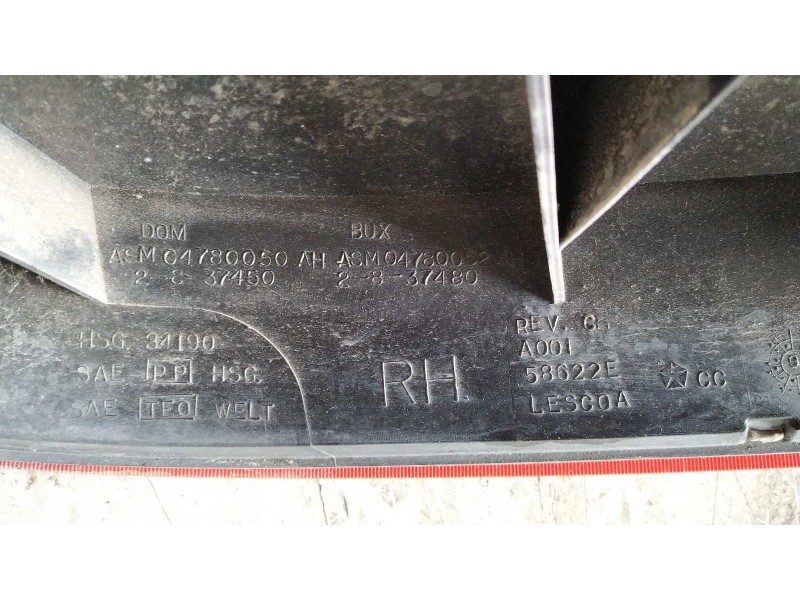 DOM BUX
ASM 04780050 AH ASM
2-8-37450 2-8-37480
HSG. 34190
SAE PP HSG.
SAE TEO WELT
RH.
REV.
A001
58622E
LESCOA
CC